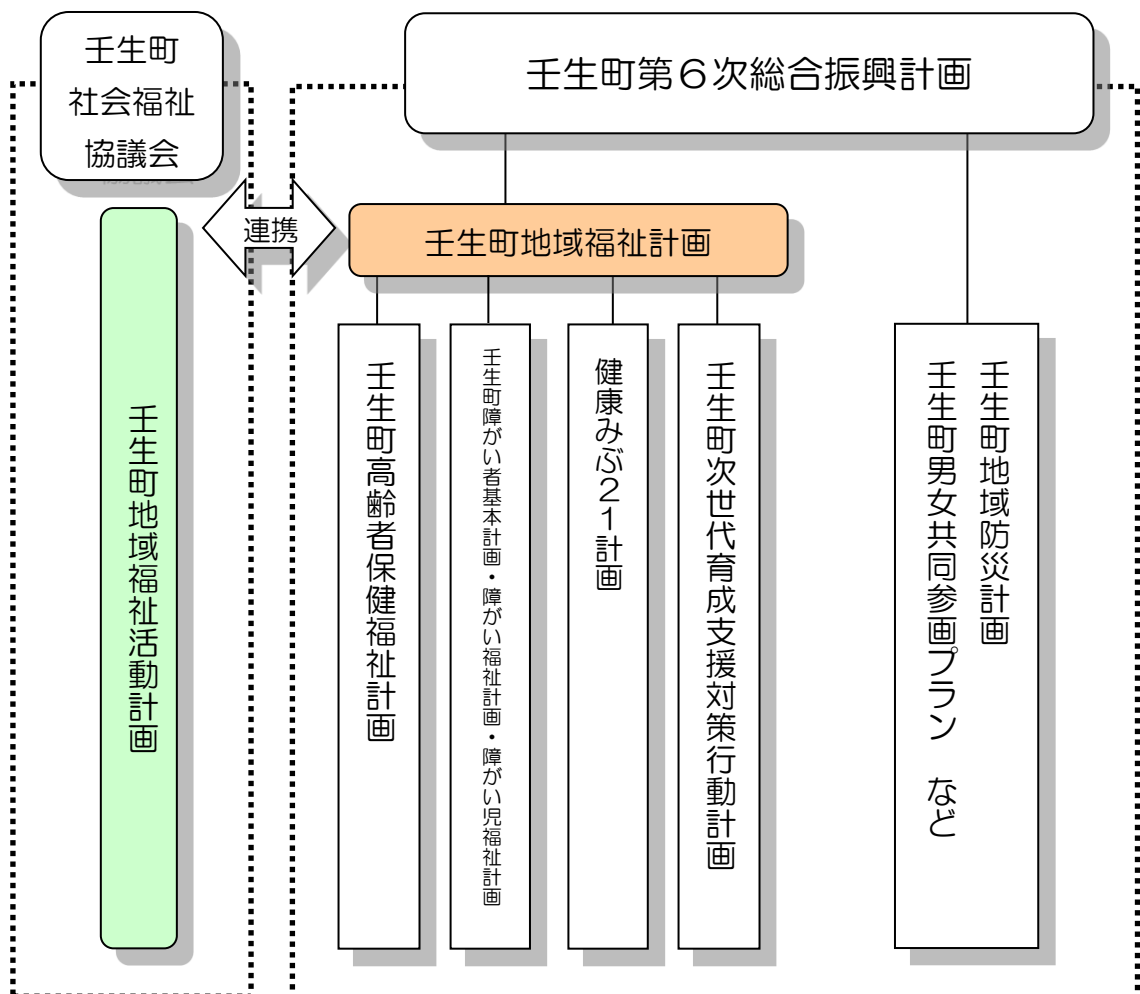 壬生町
社会福祉
協議会
壬生町第６次総合振興計画
連携
壬生町地域福祉計画
壬生町地域福祉活動計画
壬生町高齢者保健福祉計画
壬生町障がい者基本計画・障がい福祉計画・障がい児福祉計画
健康みぶ２１計画
壬生町次世代育成支援対策行動計画
壬生町地域防災計画
壬生町男女共同参画プラン　など